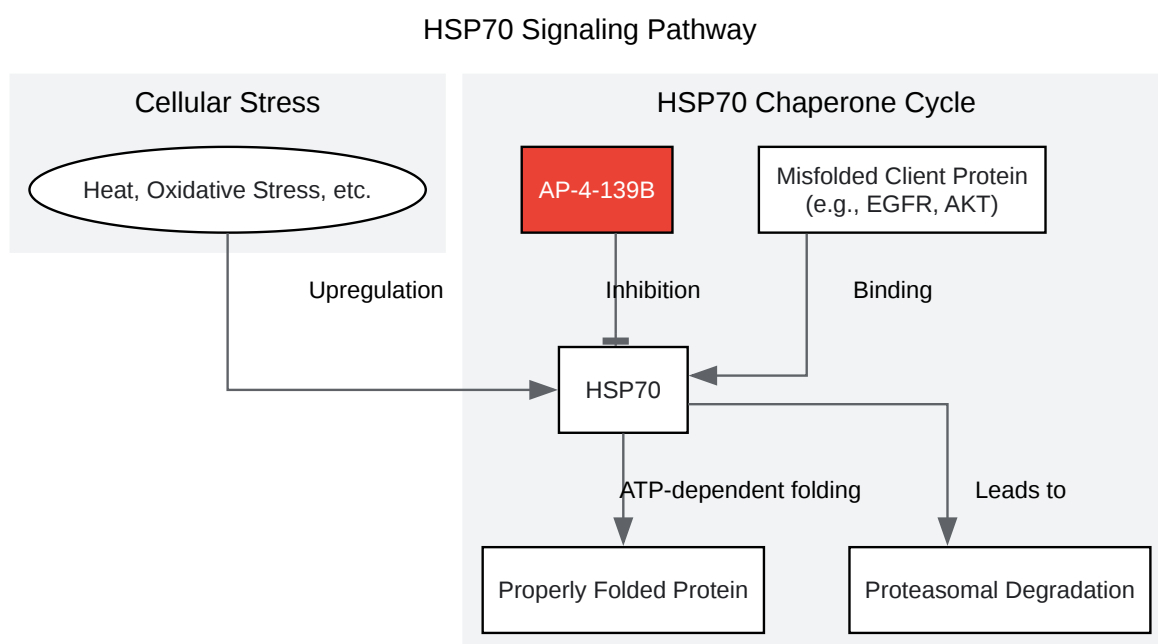 HSP70 Signaling Pathway
Cellular Stress
HSP70 Chaperone Cycle
Heat, Oxidative Stress, etc.
AP-4-139B
Misfolded Client Protein
(e.g., EGFR, AKT)
Upregulation
Inhibition
Binding
HSP70
ATP-dependent folding
Leads to
Properly Folded Protein
Proteasomal Degradation